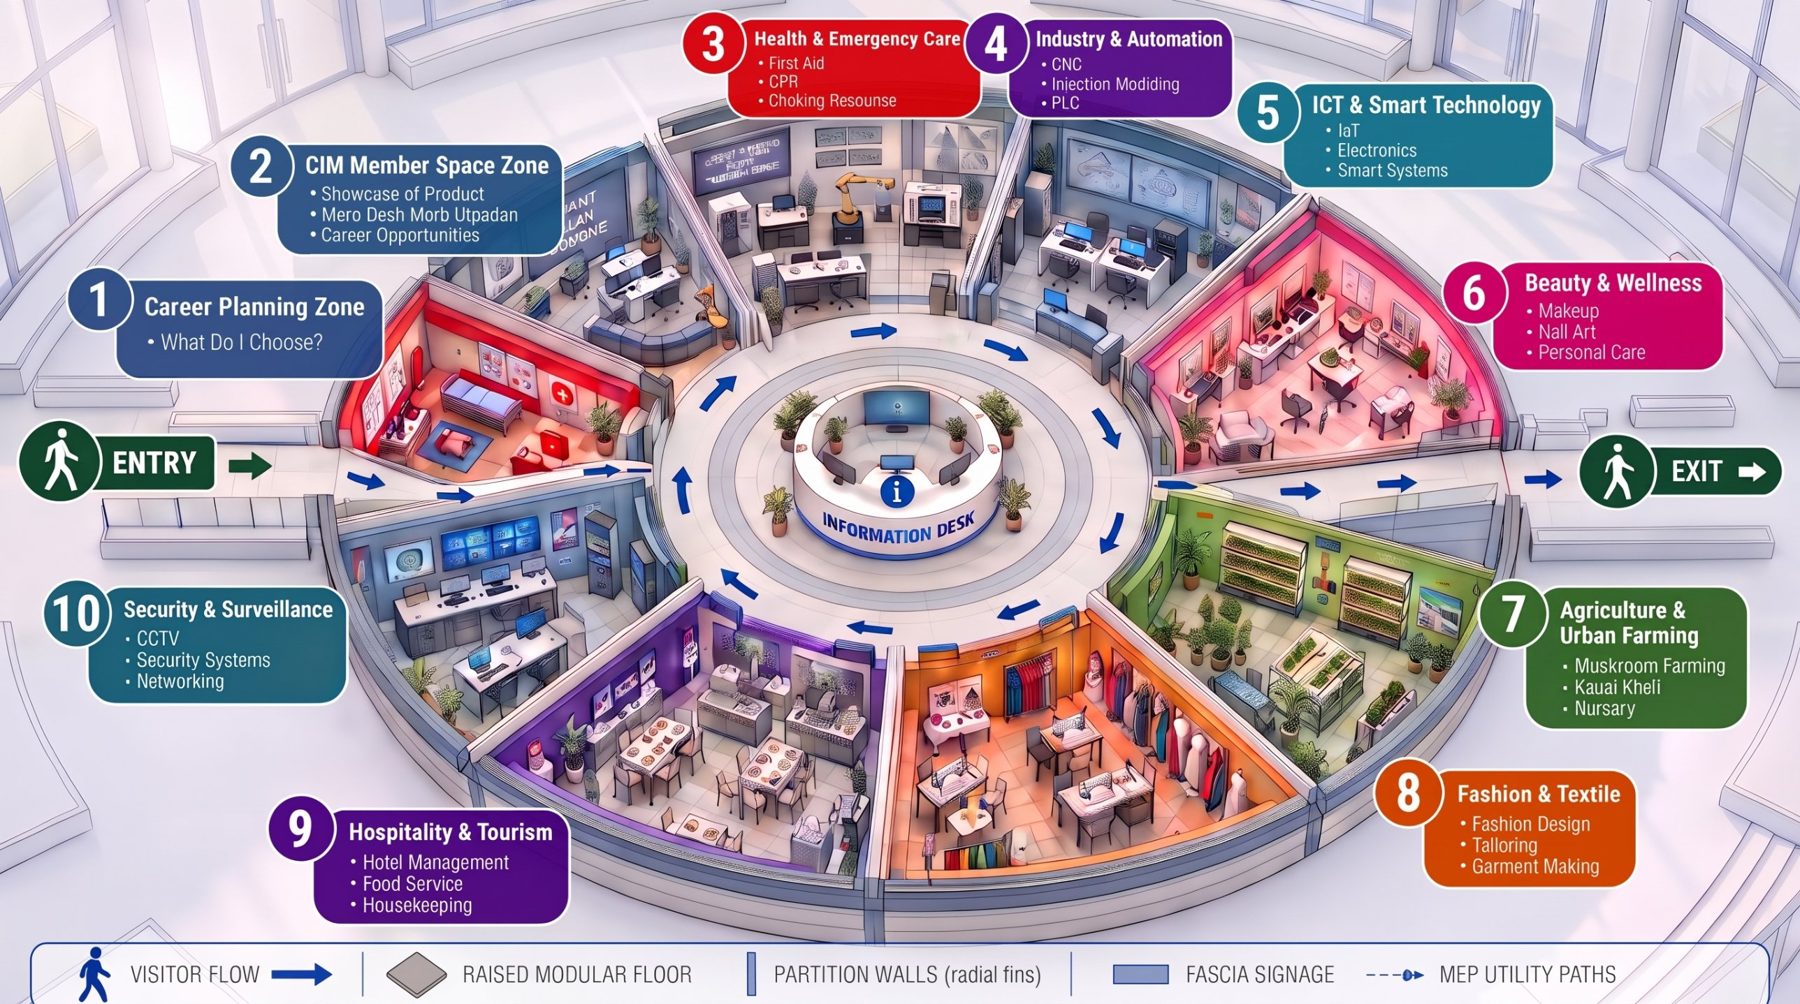 3 Health & Emergency Care
• First Aid
• CPR
• Choking Resounse
4 Industry & Automation
• CNC
• Injection Modiding
• PLC
5 ICT & Smart Technology
• IaT
• Electronics
• Smart Systems
2 CIM Member Space Zone
• Showcase of Product
• Mero Desh Morb Utpadan
• Career Opportunities
1 Career Planning Zone
• What Do I Choose?
6 Beauty & Wellness
• Makeup
• Nall Art
• Personal Care
ENTRY
EXIT
i
INFORMATION DESK
10 Security & Surveillance
• CCTV
• Security Systems
• Networking
7 Agriculture &
Urban Farming
• Muskroom Farming
• Kauai Kheli
• Nursary
8 Fashion & Textile
• Fashion Design
• Talloring
• Garment Making
9 Hospitality & Tourism
• Hotel Management
• Food Service
• Housekeeping
VISITOR FLOW
RAISED MODULAR FLOOR
PARTITION WALLS (radial fins)
FASCIA SIGNAGE
MEP UTILITY PATHS